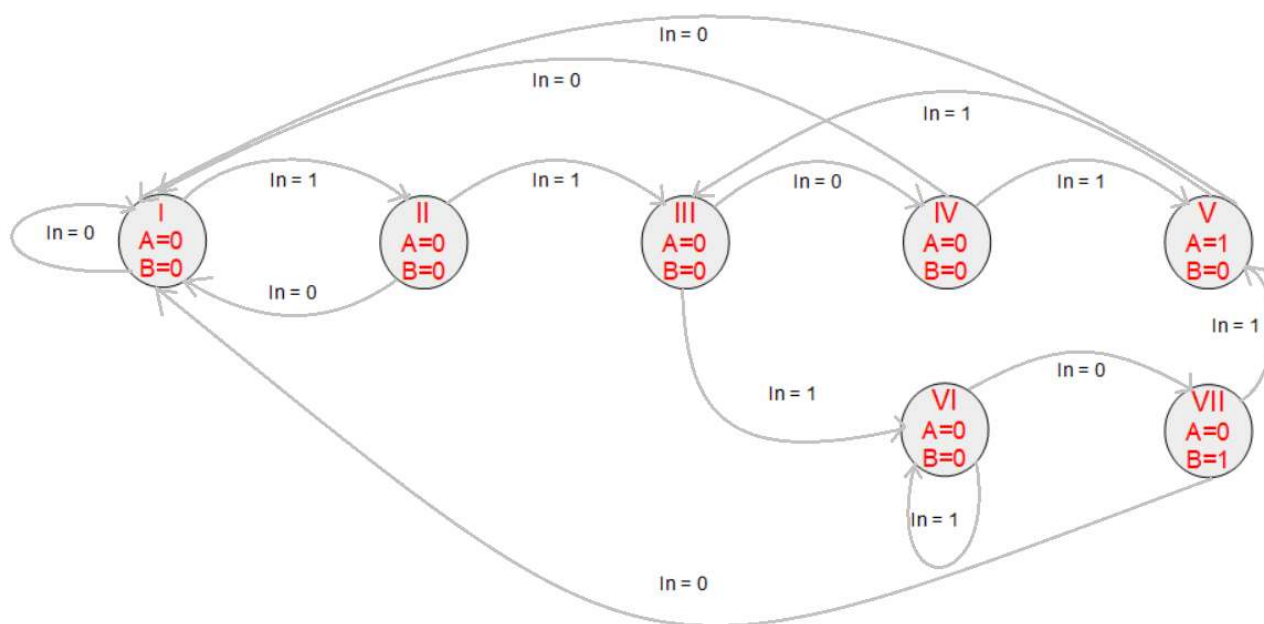 In = 0
In = 0
In = 1
In = 1
In = 1
In = 0
In = 1
I
A=0
B=0
II
A=0
B=0
III
A=0
B=0
IV
A=0
B=0
V
A=1
B=0
In = 0
In = 0
In = 1
In = 0
In = 1
VI
A=0
B=0
VII
A=0
B=1
In = 1
In = 0